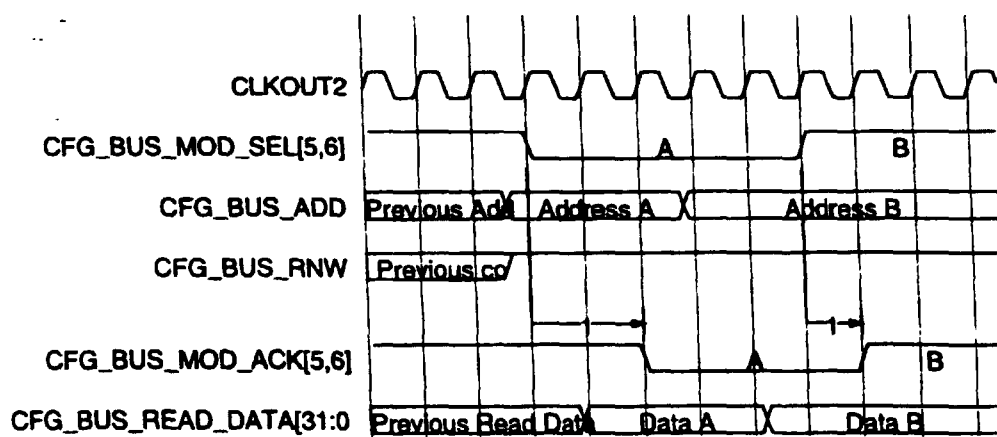 CLKOUT2
CFG_BUS_MOD_SEL[5,6] A B
CFG_BUS_ADD Previous Add Address A Address B
CFG_BUS_RNW Previous co
1 1
CFG_BUS_MOD_ACK[5,6] A B
CFG_BUS_READ_DATA[31:0 Previous Read Data Data A Data B